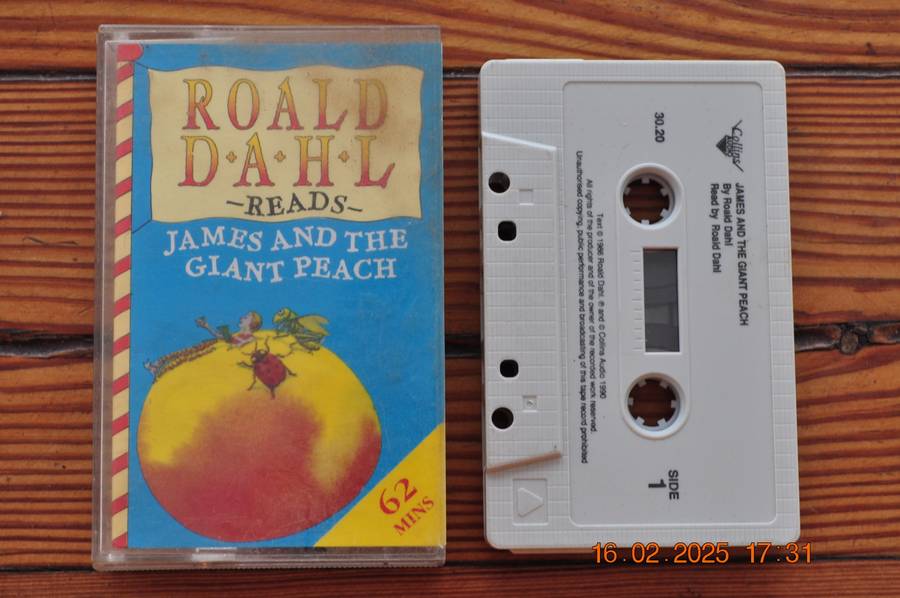 ROALD
D·A·H·L
–READS–
JAMES AND THE
GIANT PEACH
62
MINS
Collins
AUDIO
JAMES AND THE GIANT PEACH
By Roald Dahl
Read by Roald Dahl
30.20
SIDE
1
Text © 1966 Roald Dahl. ℗ and © Collins Audio 1990
All rights of the producer and of the owner of the recorded work reserved.
Unauthorised copying, public performance and broadcasting of this tape record prohibited
16.02.2025 17:31